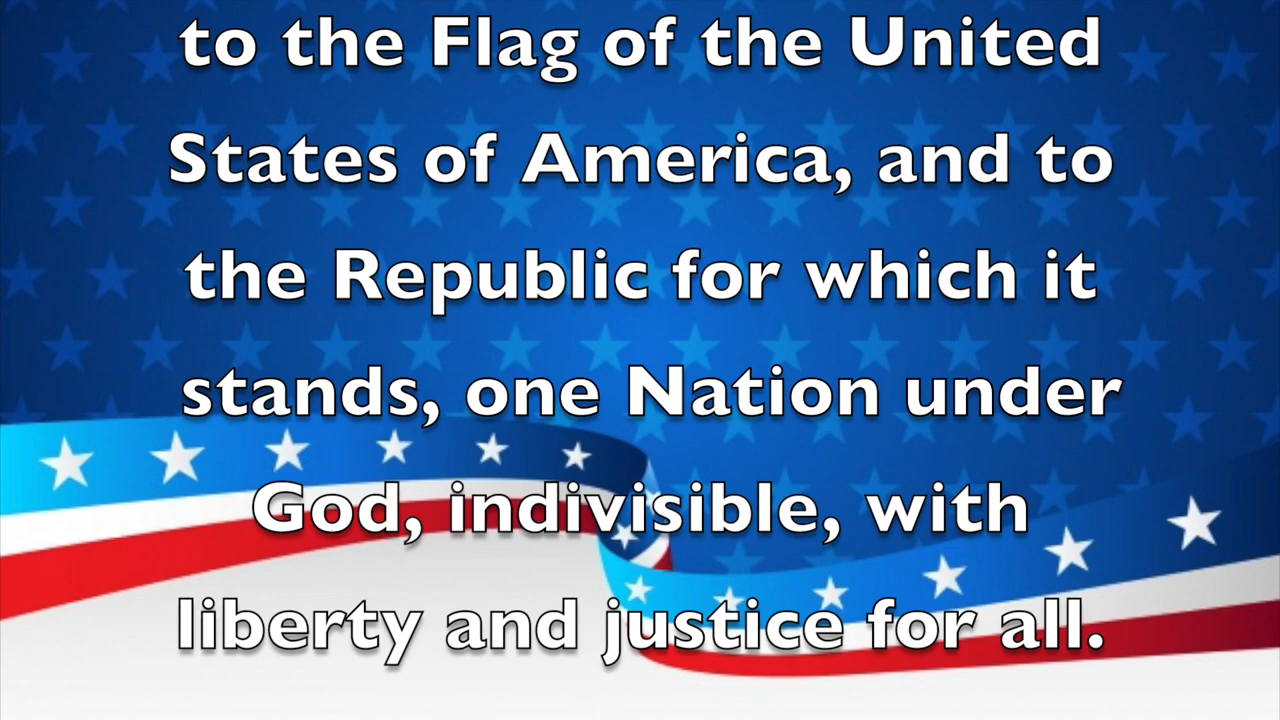 to the Flag of the United
States of America, and to
the Republic for which it
stands, one Nation under
God, indivisible, with
liberty and justice for all.